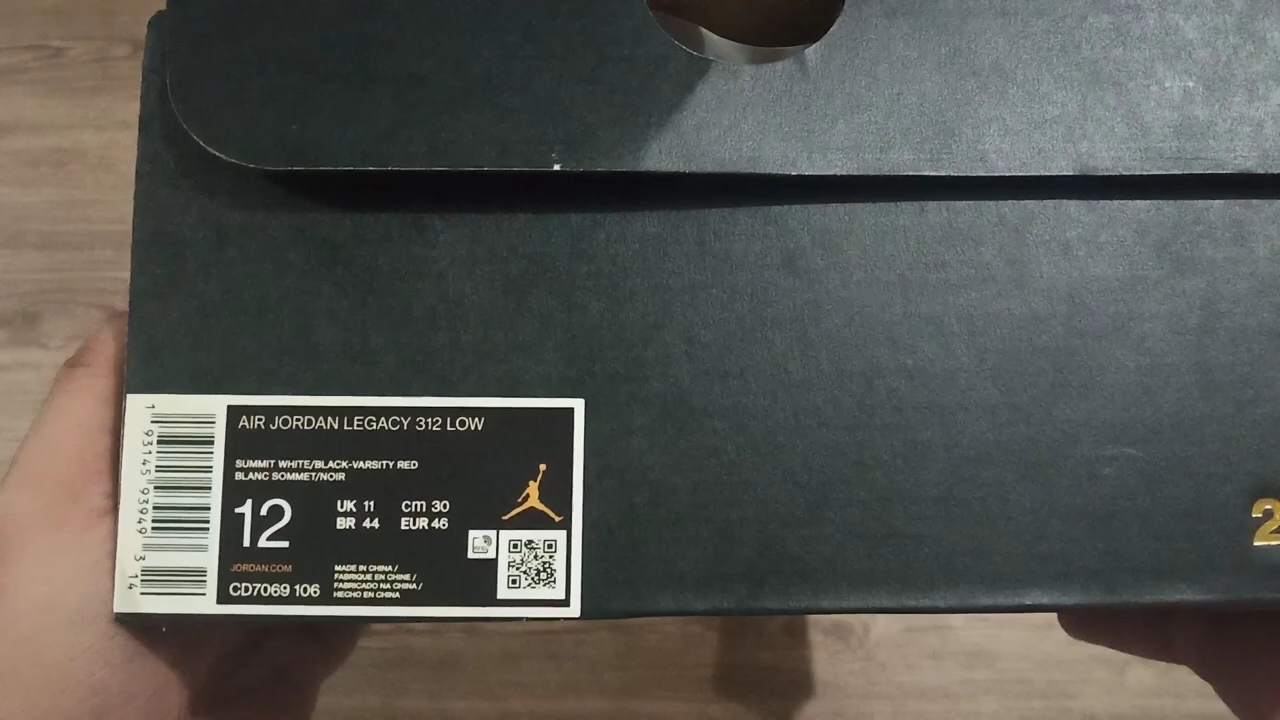 AIR JORDAN LEGACY 312 LOW
SUMMIT WHITE/BLACK-VARSITY RED
BLANC SOMMET/NOIR
12
UK 11 cm 30
BR 44 EUR 46
JORDAN.COM
CD7069 106
MADE IN CHINA /
FABRIQUE EN CHINE /
FABRICADO NA CHINA /
HECHO EN CHINA
1 93145 93949 3 14
2